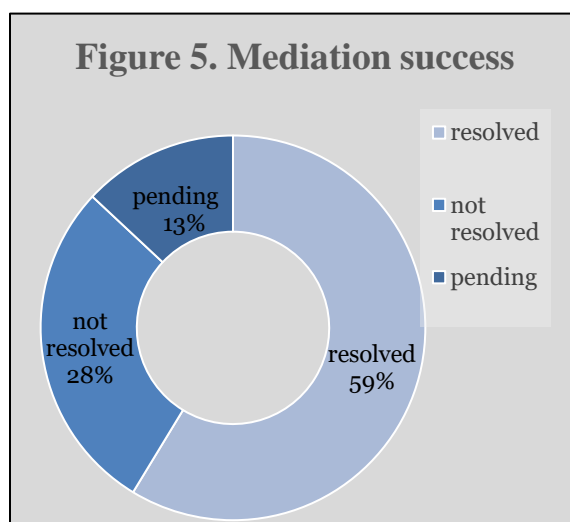 Figure 5. Mediation success
resolved
not
resolved
pending
pending
13%
not
resolved
28%
resolved
59%